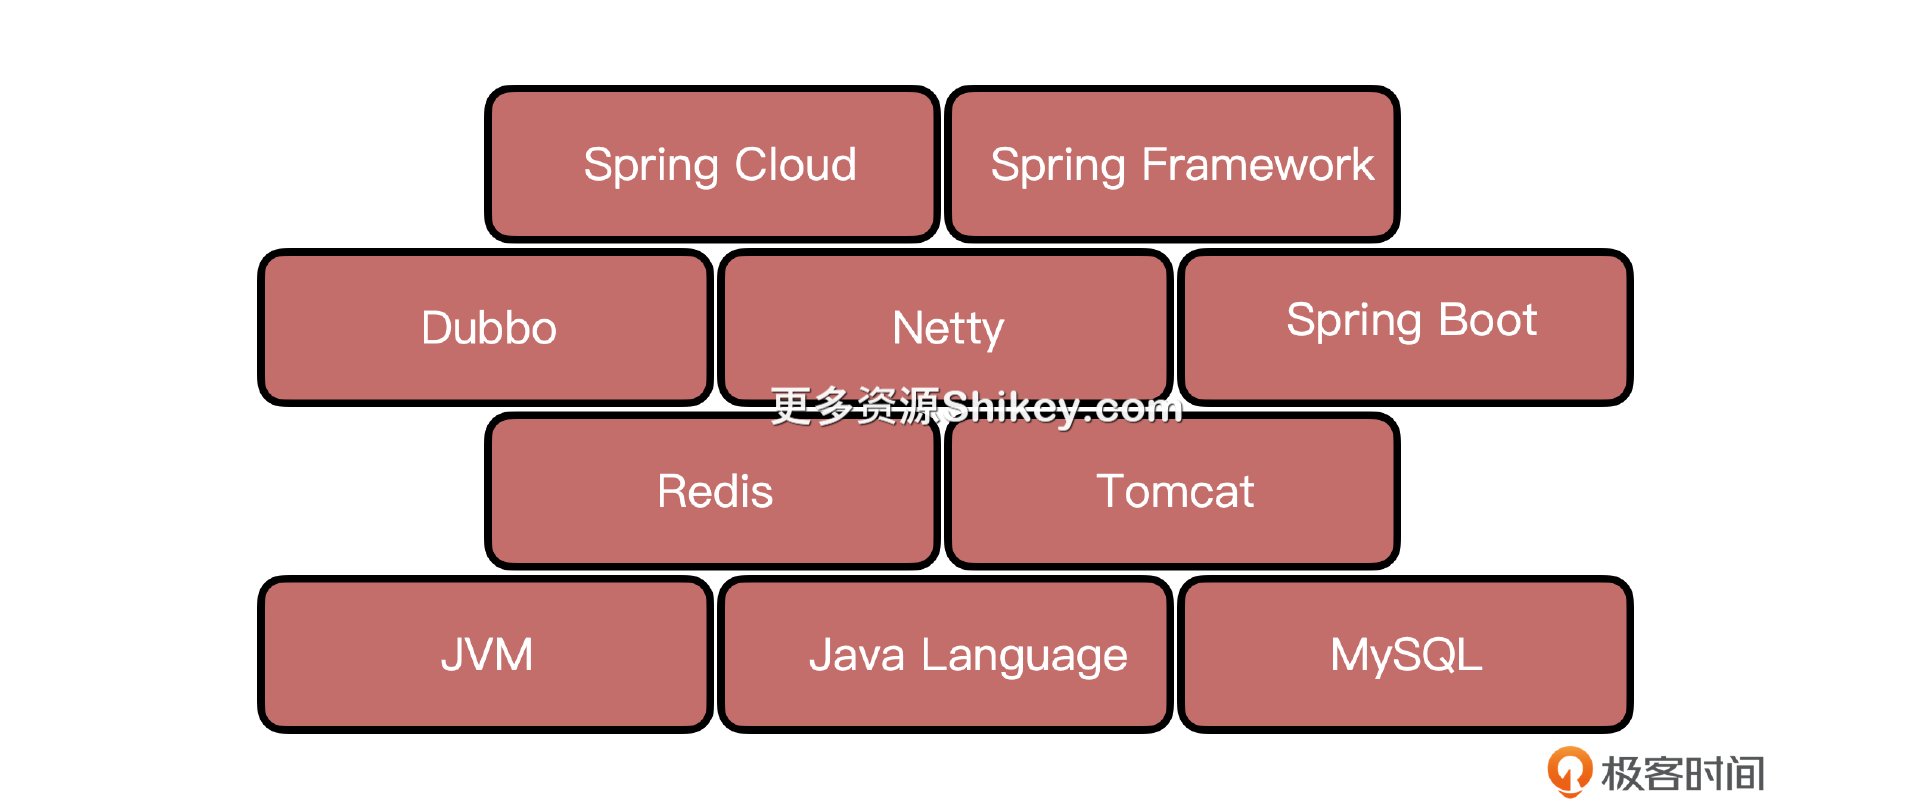 Spring Cloud
Spring Framework
Dubbo
Netty
Spring Boot
更多资源Shikey.com
Redis
Tomcat
JVM
Java Language
MySQL
极客时间